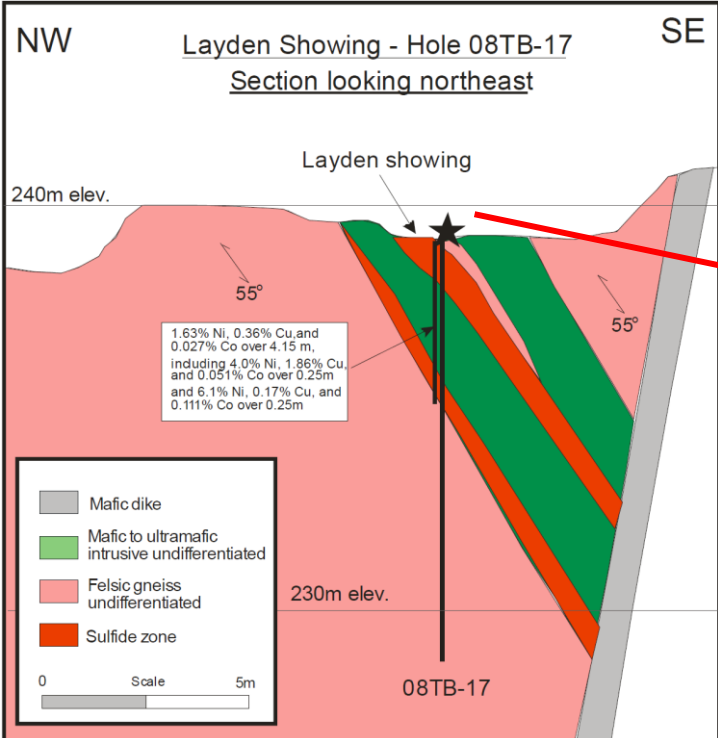 NW
SE
Layden Showing - Hole 08TB-17
Section looking northeast
Layden showing
240m elev.
55°
55°
1.63% Ni, 0.36% Cu,and
0.027% Co over 4.15 m,
including 4.0% Ni, 1.86% Cu,
and 0.051% Co over 0.25m
and 6.1% Ni, 0.17% Cu, and
0.111% Co over 0.25m
Mafic dike
Mafic to ultramafic
intrusive undifferentiated
Felsic gneiss
undifferentiated
Sulfide zone
0 Scale 5m
230m elev.
08TB-17